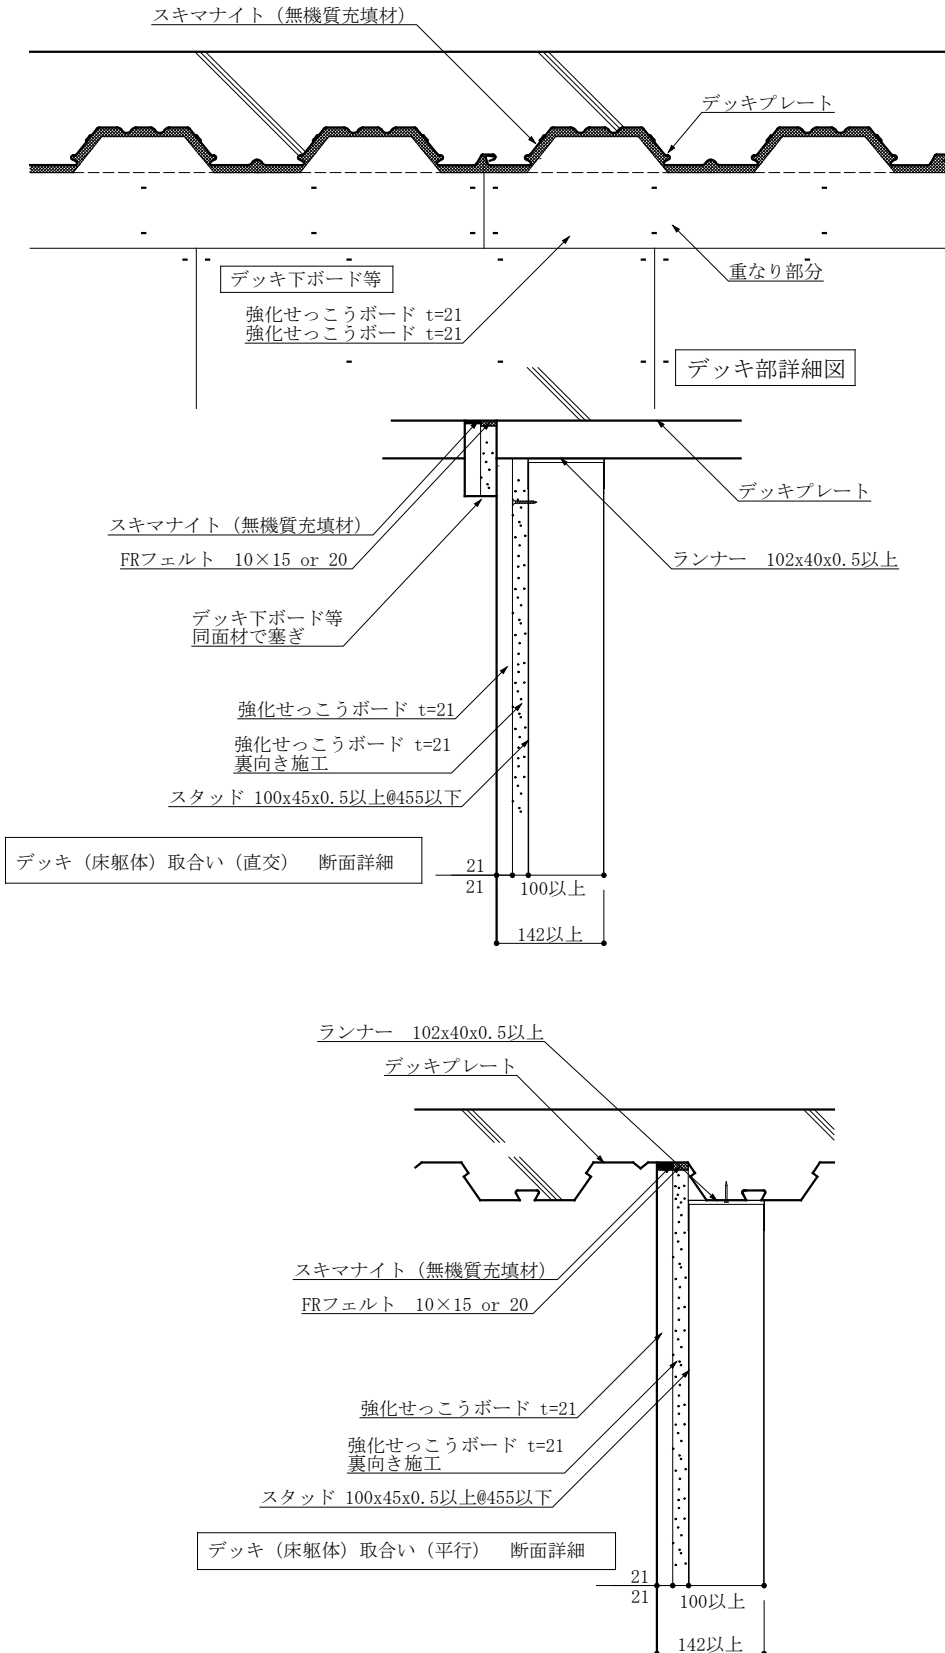 スキマナイト（無機質充填材）
デッキプレート
重なり部分
デッキ下ボード等
強化せっこうボード t=21
強化せっこうボード t=21
デッキ部詳細図
デッキプレート
スキマナイト（無機質充填材）
FRフェルト　10×15 or 20
ランナー　102x40x0.5以上
デッキ下ボード等
同面材で塞ぎ
強化せっこうボード t=21
強化せっこうボード t=21
裏向き施工
スタッド 100x45x0.5以上@455以下
デッキ（床躯体）取合い（直交）　断面詳細
21
21
100以上
142以上
ランナー　102x40x0.5以上
デッキプレート
スキマナイト（無機質充填材）
FRフェルト　10×15 or 20
強化せっこうボード t=21
強化せっこうボード t=21
裏向き施工
スタッド 100x45x0.5以上@455以下
デッキ（床躯体）取合い（平行）　断面詳細
21
21
100以上
142以上